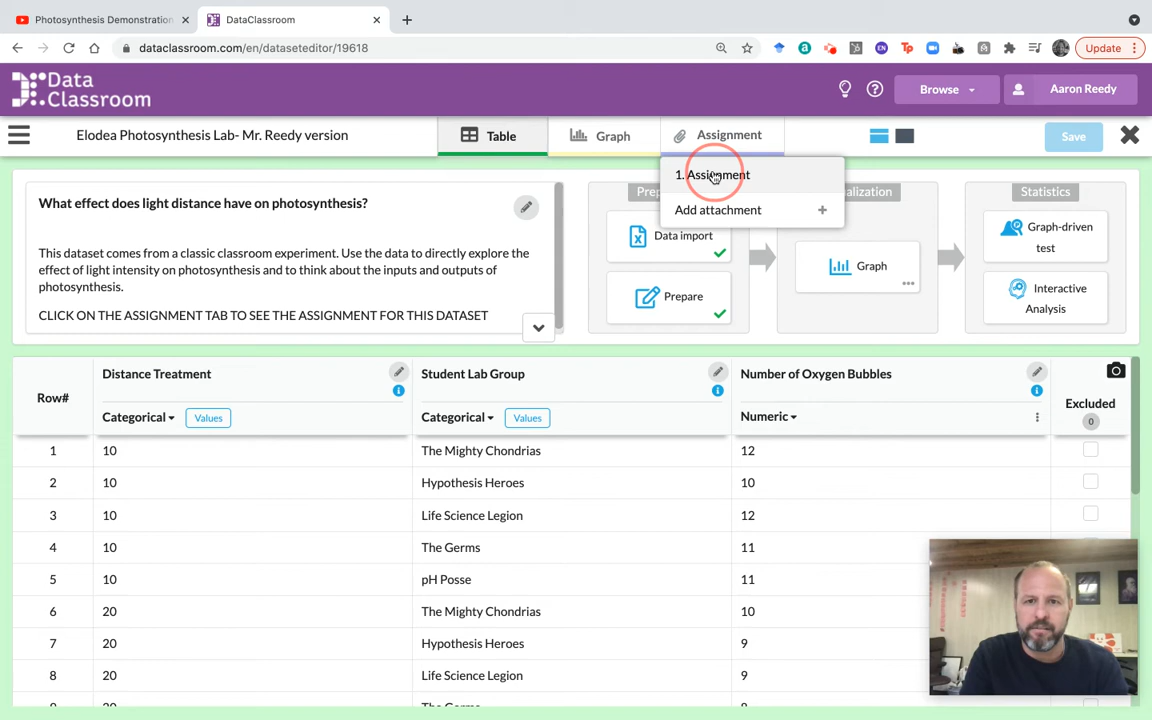 Photosynthesis Demonstration
DataClassroom
dataclassroom.com/en/dataseteditor/19618
Update
Data
Classroom
Browse
Aaron Reedy
Elodea Photosynthesis Lab- Mr. Reedy version
Table
Graph
Assignment
Save
1. Assignment
Add attachment
What effect does light distance have on photosynthesis?
This dataset comes from a classic classroom experiment. Use the data to directly explore the
effect of light intensity on photosynthesis and to think about the inputs and outputs of
photosynthesis.
CLICK ON THE ASSIGNMENT TAB TO SEE THE ASSIGNMENT FOR THIS DATASET
Data import
Prepare
Graph
Statistics
Graph-driven
test
Interactive
Analysis
Row#
Distance Treatment
Student Lab Group
Number of Oxygen Bubbles
Categorical
Values
Categorical
Values
Numeric
Excluded
0
1 10 The Mighty Chondrias 12
2 10 Hypothesis Heroes 10
3 10 Life Science Legion 12
4 10 The Germs 11
5 10 pH Posse 11
6 20 The Mighty Chondrias 10
7 20 Hypothesis Heroes 9
8 20 Life Science Legion 9